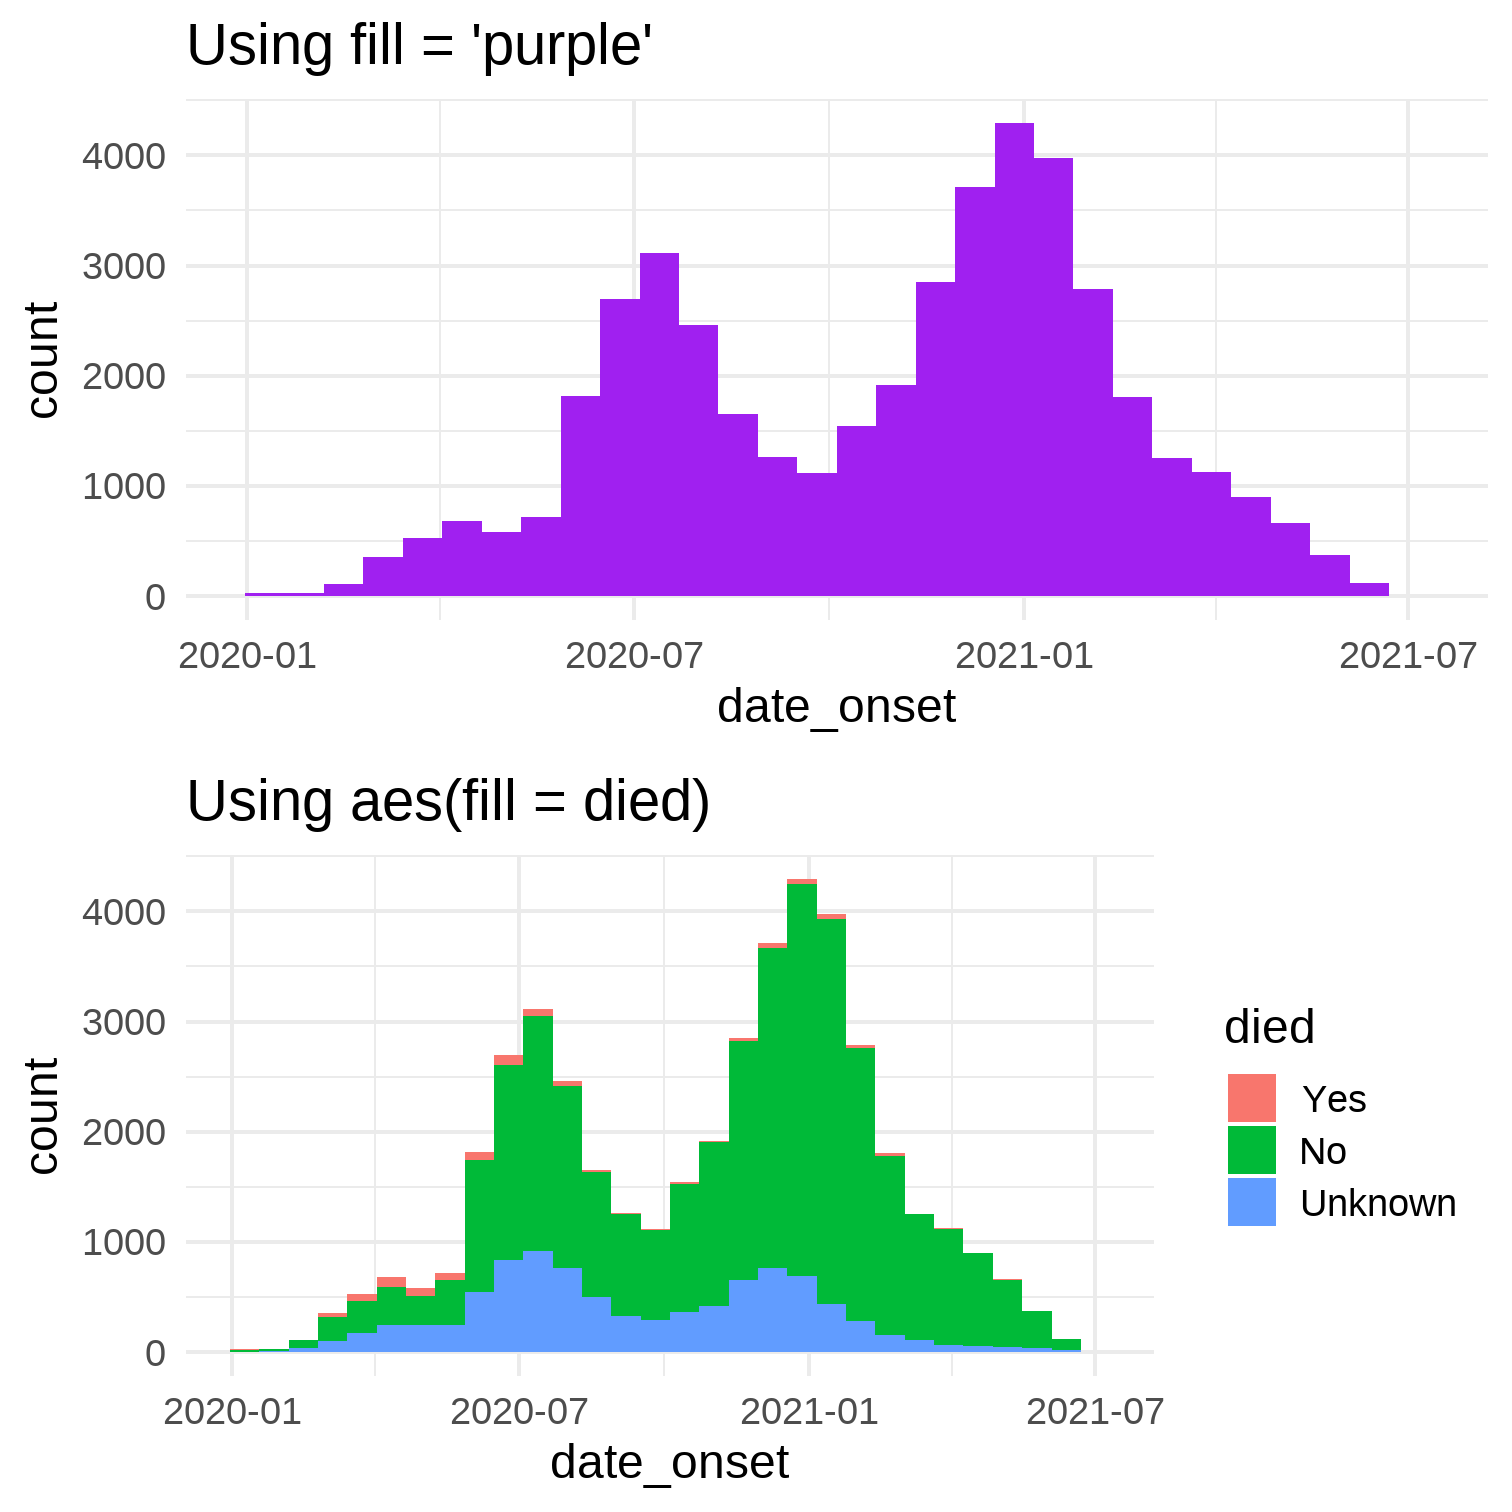 Using fill = 'purple'
4000
3000
2000
1000
0
count
2020-01 2020-07 2021-01 2021-07
date_onset
Using aes(fill = died)
4000
3000
2000
1000
0
count
2020-01 2020-07 2021-01 2021-07
date_onset
died
Yes
No
Unknown